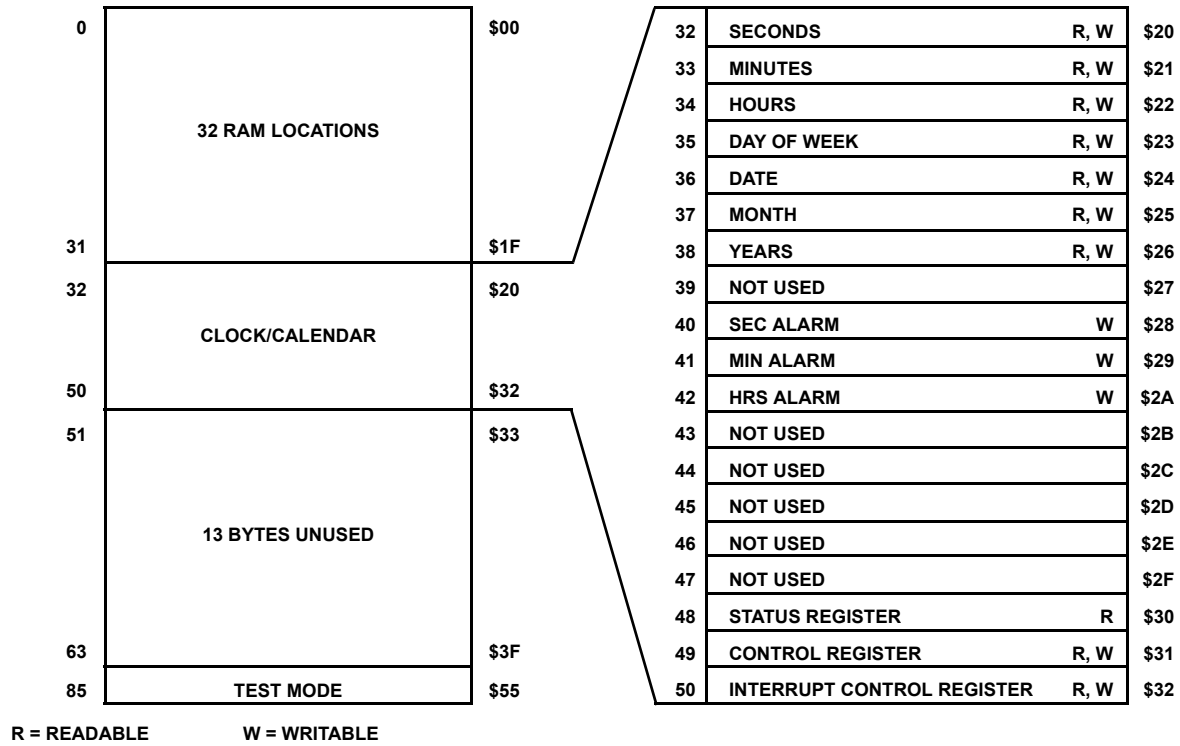 0 $00
32 RAM LOCATIONS
31 $1F
32 $20
CLOCK/CALENDAR
50 $32
51 $33
13 BYTES UNUSED
63 $3F
85 TEST MODE $55
32 SECONDS R, W $20
33 MINUTES R, W $21
34 HOURS R, W $22
35 DAY OF WEEK R, W $23
36 DATE R, W $24
37 MONTH R, W $25
38 YEARS R, W $26
39 NOT USED $27
40 SEC ALARM W $28
41 MIN ALARM W $29
42 HRS ALARM W $2A
43 NOT USED $2B
44 NOT USED $2C
45 NOT USED $2D
46 NOT USED $2E
47 NOT USED $2F
48 STATUS REGISTER R $30
49 CONTROL REGISTER R, W $31
50 INTERRUPT CONTROL REGISTER R, W $32
R = READABLE W = WRITABLE